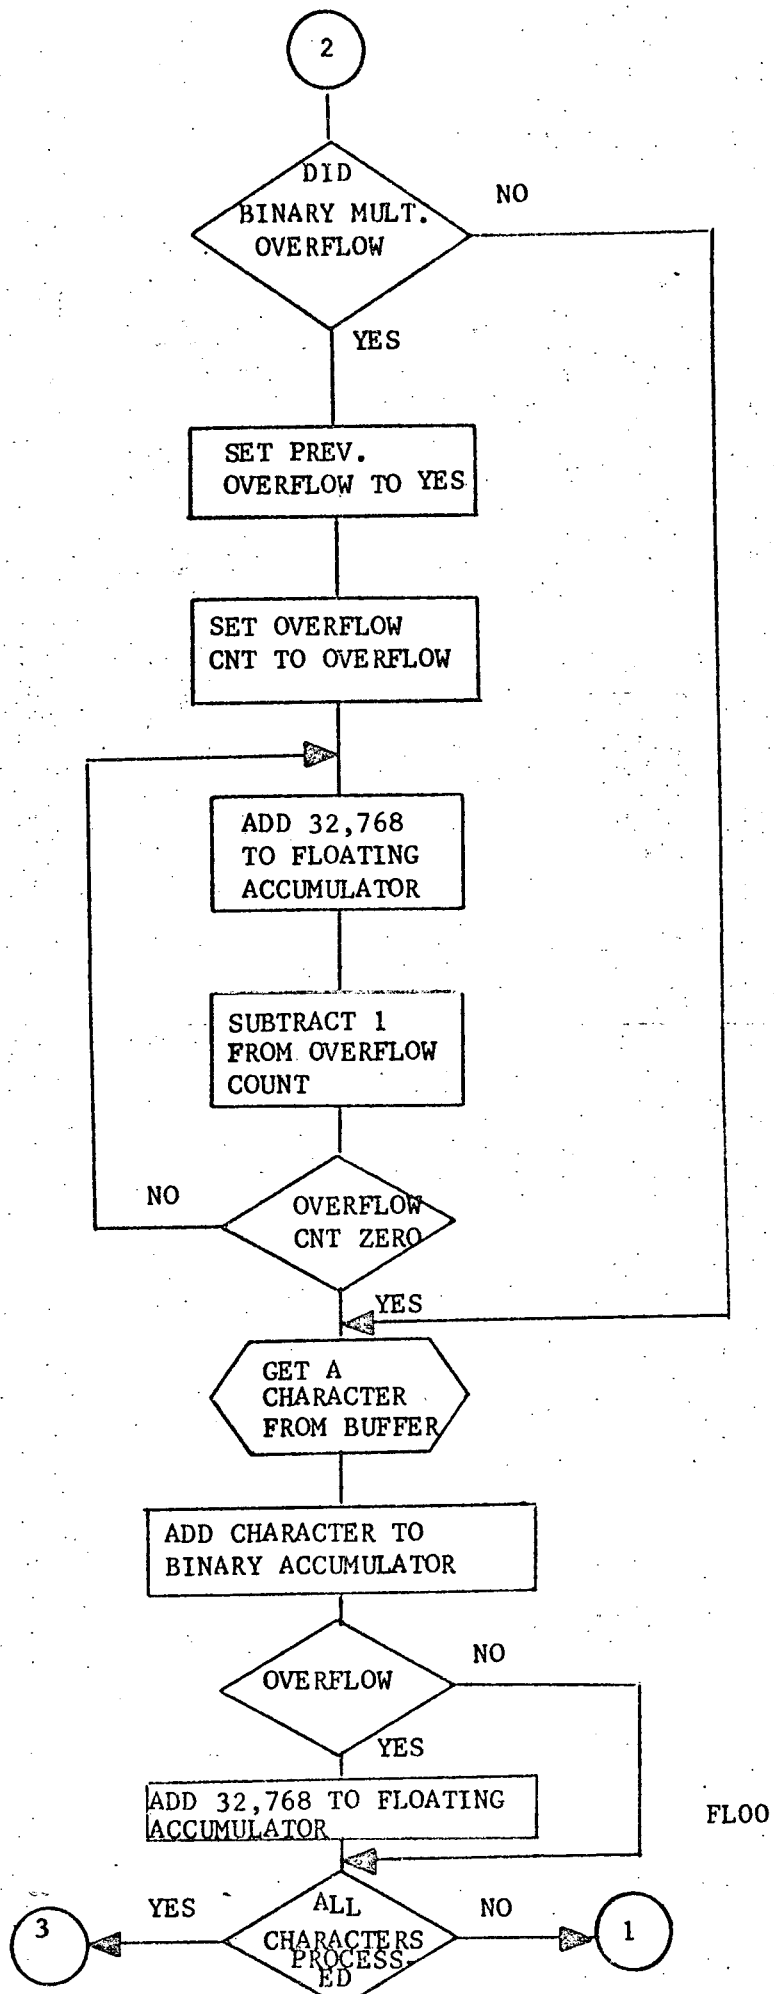 2
DID
BINARY MULT.
OVERFLOW
NO
YES
SET PREV.
OVERFLOW TO YES
SET OVERFLOW
CNT TO OVERFLOW
ADD 32,768
TO FLOATING
ACCUMULATOR
SUBTRACT 1
FROM OVERFLOW
COUNT
NO
OVERFLOW
CNT ZERO
YES
GET A
CHARACTER
FROM BUFFER
ADD CHARACTER TO
BINARY ACCUMULATOR
OVERFLOW
NO
YES
ADD 32,768 TO FLOATING
ACCUMULATOR
FLOO
YES
ALL
CHARACTERS
PROCESS-
ED
NO
3
1